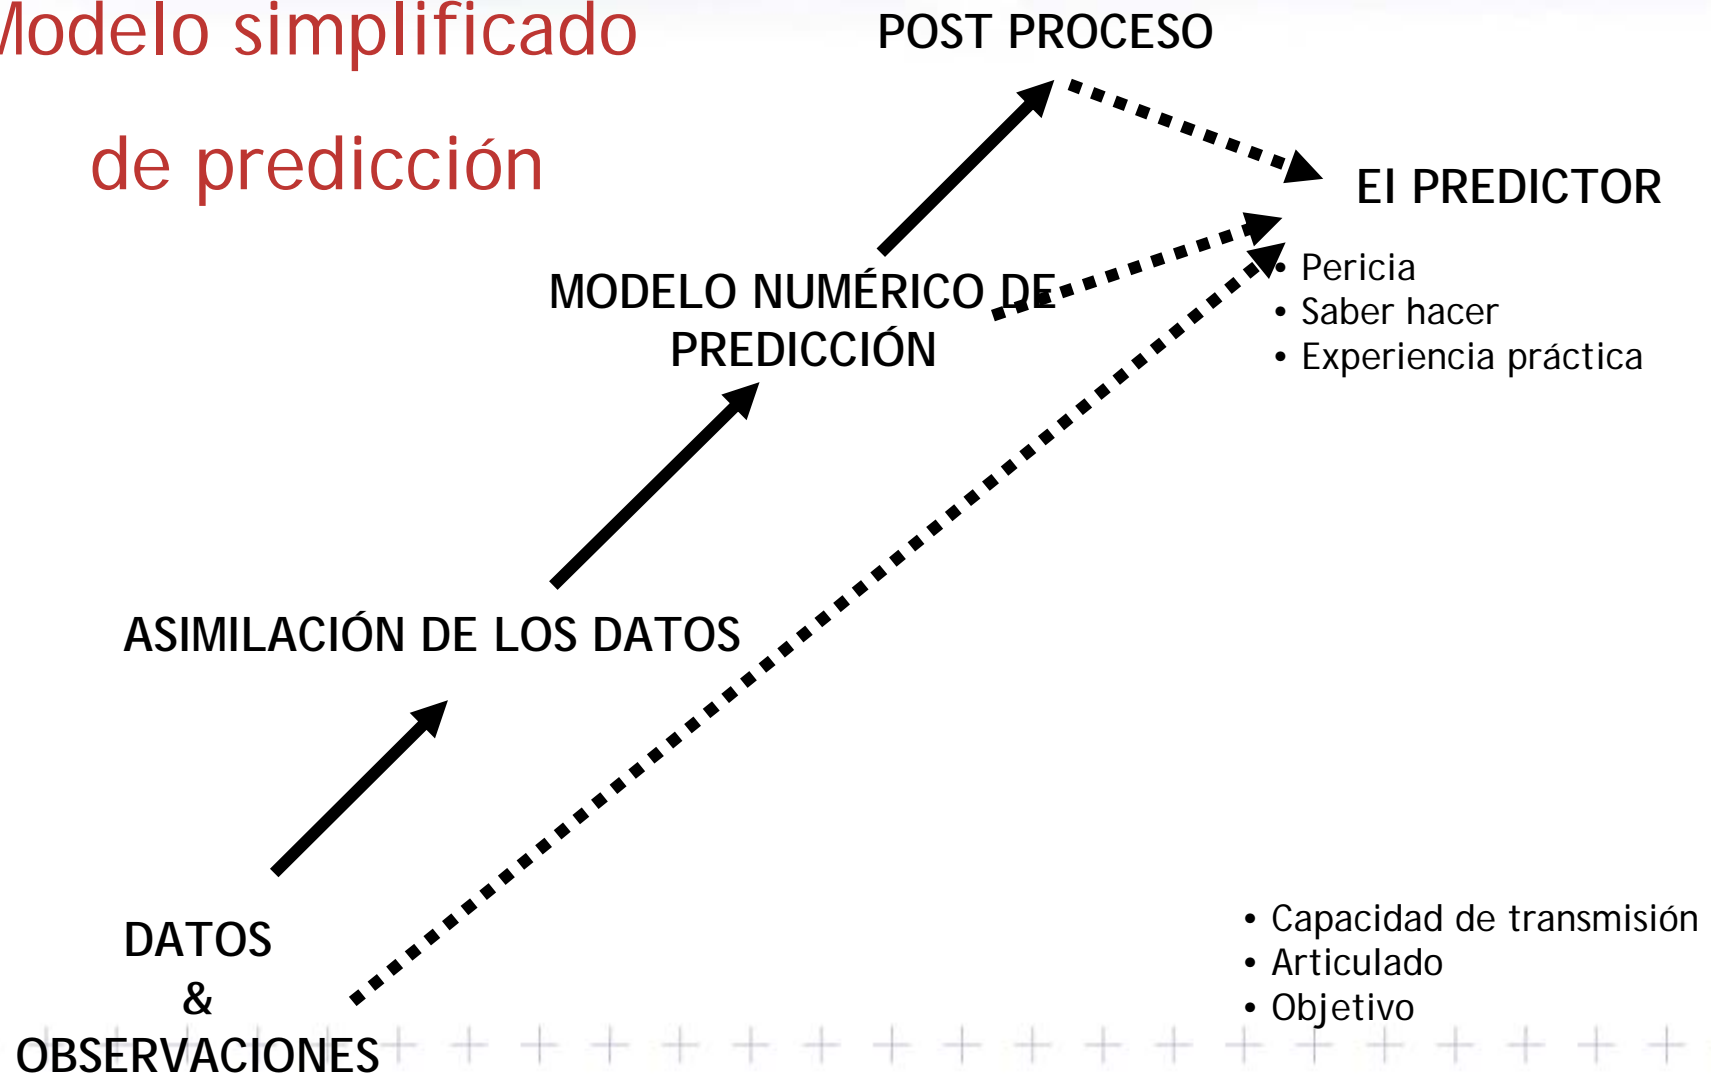 Modelo simplificado
de predicción
POST PROCESO
El PREDICTOR
• Pericia
• Saber hacer
• Experiencia práctica
MODELO NUMÉRICO DE
PREDICCIÓN
ASIMILACIÓN DE LOS DATOS
DATOS
&
OBSERVACIONES
• Capacidad de transmisión
• Articulado
• Objetivo